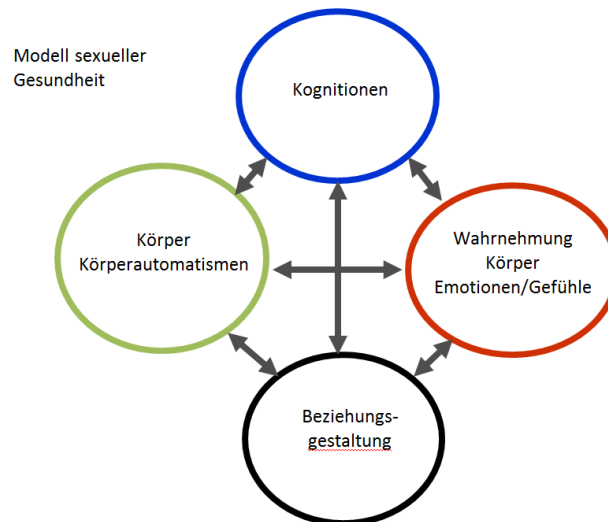 Modell sexueller
Gesundheit
Kognitionen
Körper
Körperautomatismen
Wahrnehmung
Körper
Emotionen/Gefühle
Beziehungs-
gestaltung